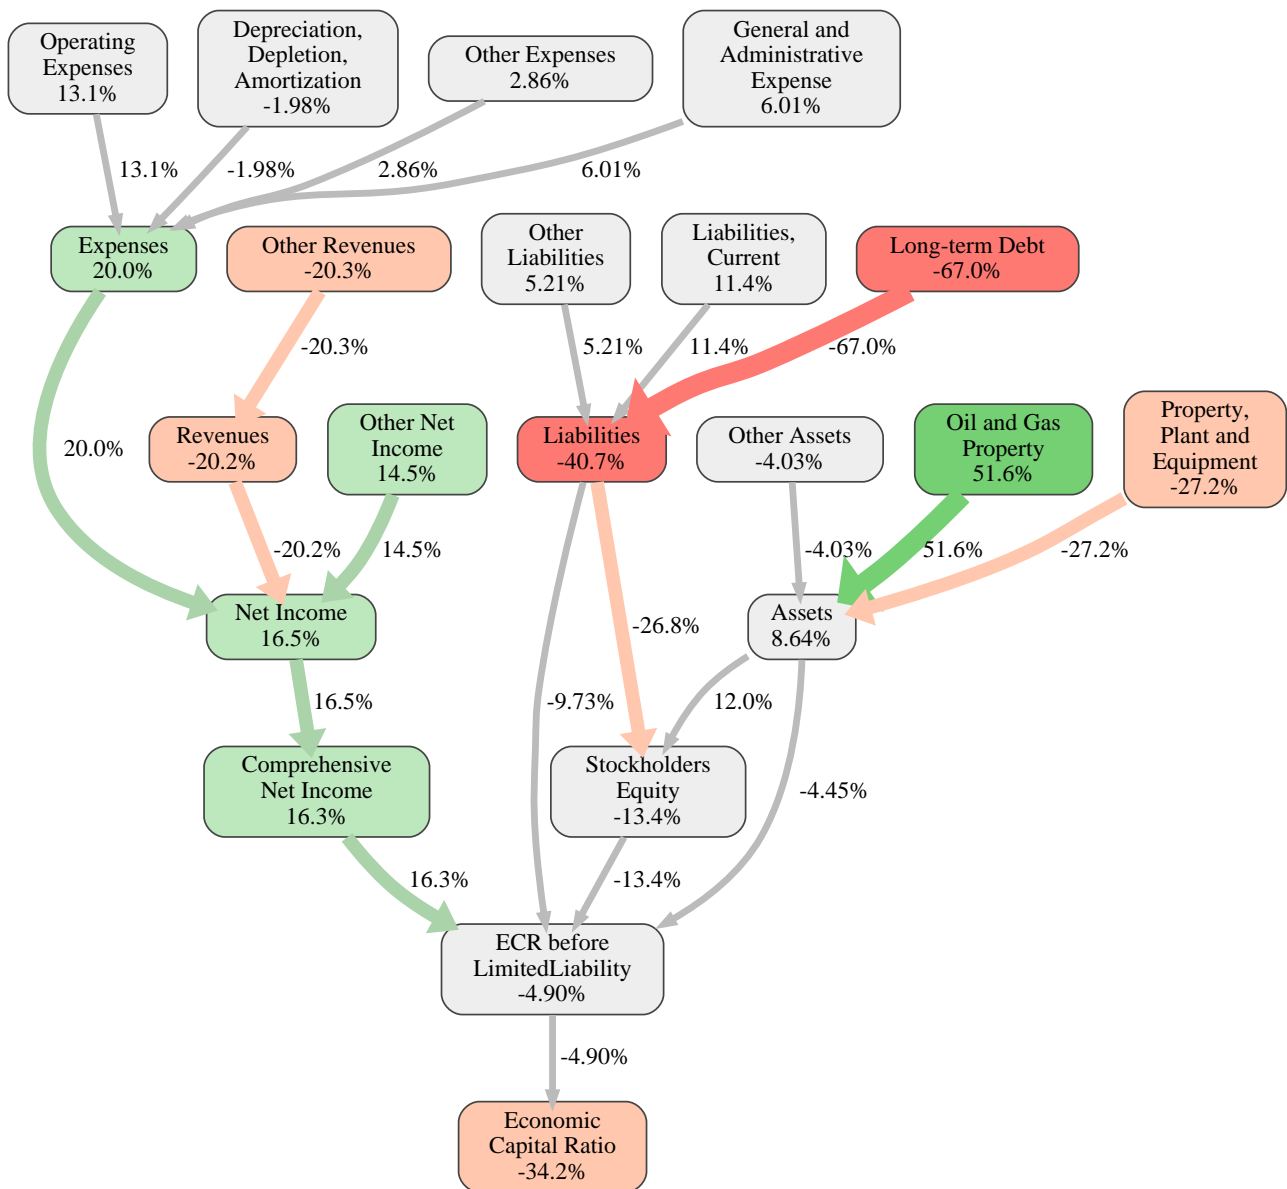 Operating
Expenses
13.1%
Depreciation,
Depletion,
Amortization
-1.98%
Other Expenses
2.86%
General and
Administrative
Expense
6.01%
13.1%
-1.98%
2.86%
6.01%
Expenses
20.0%
Other Revenues
-20.3%
Other
Liabilities
5.21%
Liabilities,
Current
11.4%
Long-term Debt
-67.0%
-20.3%
5.21%
11.4%
-67.0%
20.0%
Revenues
-20.2%
Other Net
Income
14.5%
Liabilities
-40.7%
Other Assets
-4.03%
Oil and Gas
Property
51.6%
Property,
Plant and
Equipment
-27.2%
-20.2%
14.5%
-4.03%
51.6%
-27.2%
Net Income
16.5%
-26.8%
Assets
8.64%
16.5%
-9.73%
12.0%
Comprehensive
Net Income
16.3%
Stockholders
Equity
-13.4%
-4.45%
16.3%
-13.4%
ECR before
LimitedLiability
-4.90%
-4.90%
Economic
Capital Ratio
-34.2%